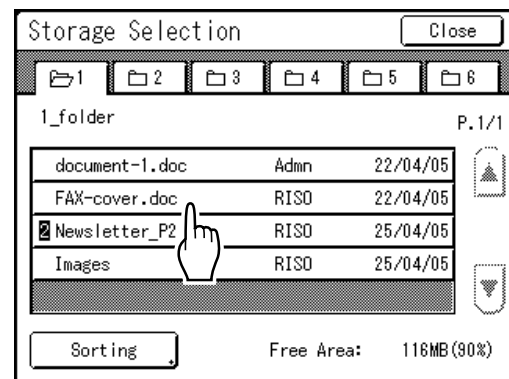 Storage Selection Close
1 2 3 4 5 6
1_folder P.1/1
document-1.doc Admn 22/04/05
FAX-cover.doc RISO 22/04/05
2 Newsletter_P2 RISO 25/04/05
Images RISO 25/04/05
Sorting Free Area: 116MB(90%)